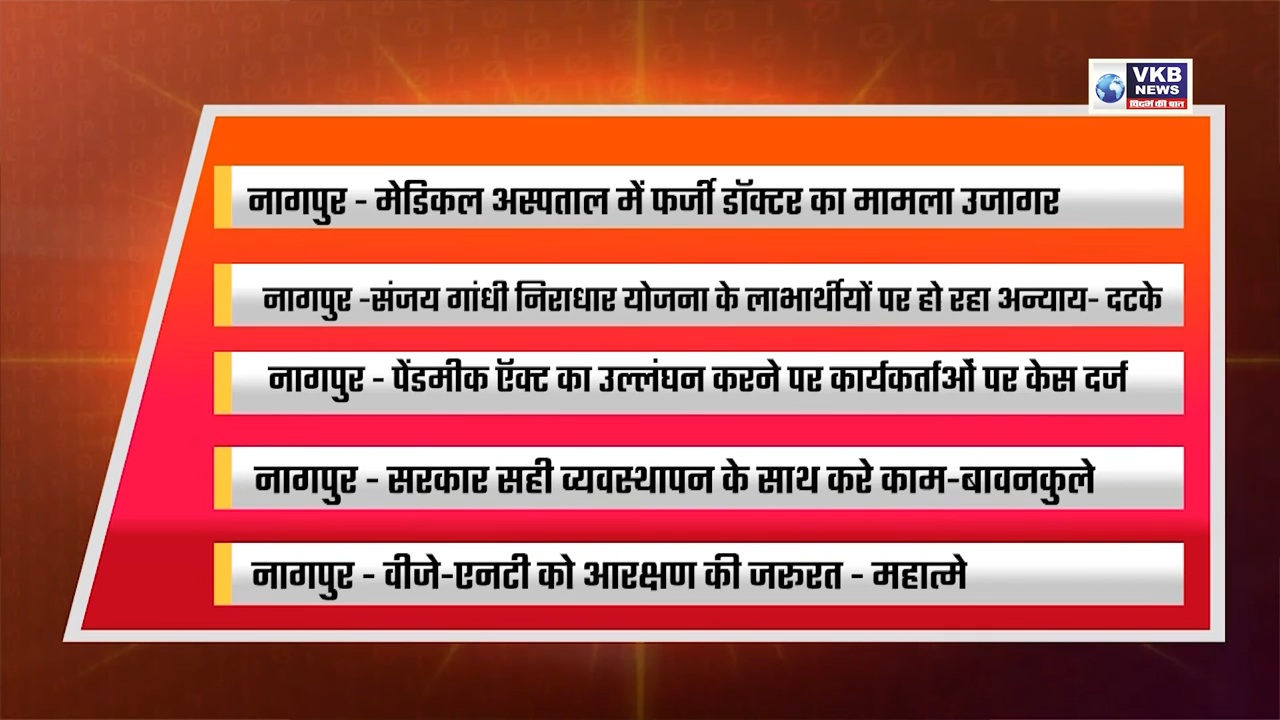 VKB
NEWS
विदर्भ की बात
नागपुर - मेडिकल अस्पताल में फर्जी डॉक्टर का मामला उजागर
नागपुर -संजय गांधी निराधार योजना के लाभार्थीयों पर हो रहा अन्याय- दटके
नागपुर - पेंडमीक ऍक्ट का उल्लंघन करने पर कार्यकर्ताओं पर केस दर्ज
नागपुर - सरकार सही व्यवस्थापन के साथ करे काम-बावनकुले
नागपुर - वीजे-एनटी को आरक्षण की जरुरत - महात्मे